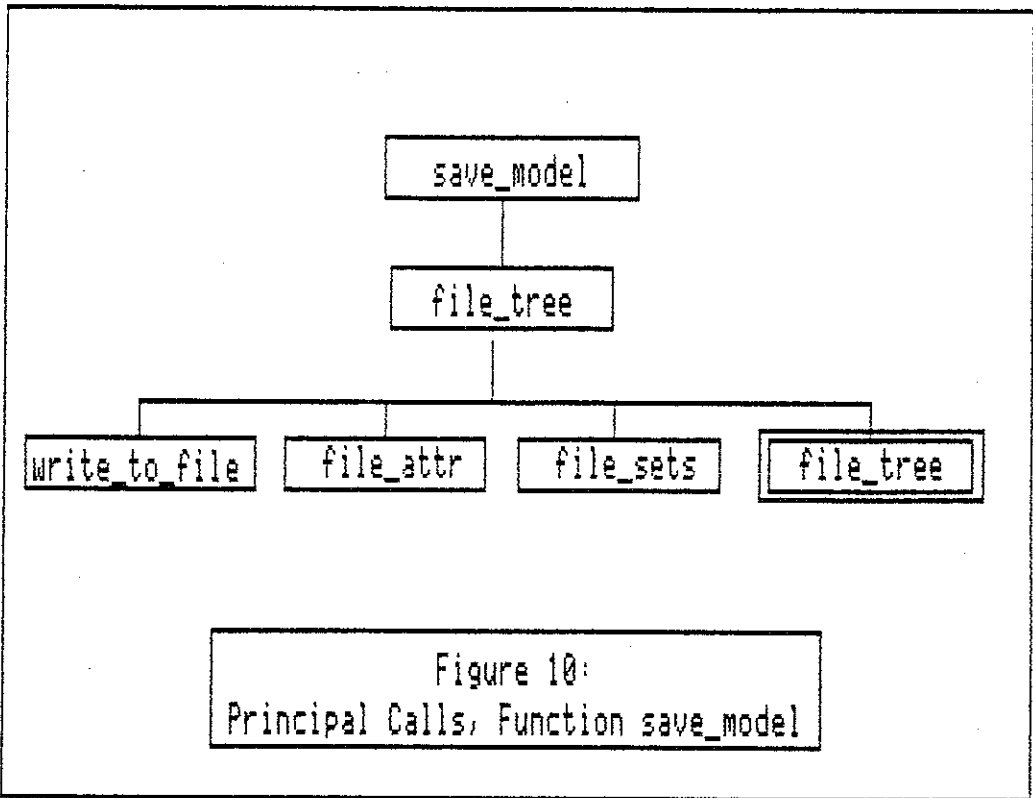 save_model
file_tree
write_to_file file_attr file_sets file_tree
Figure 10:
Principal Calls, Function save_model